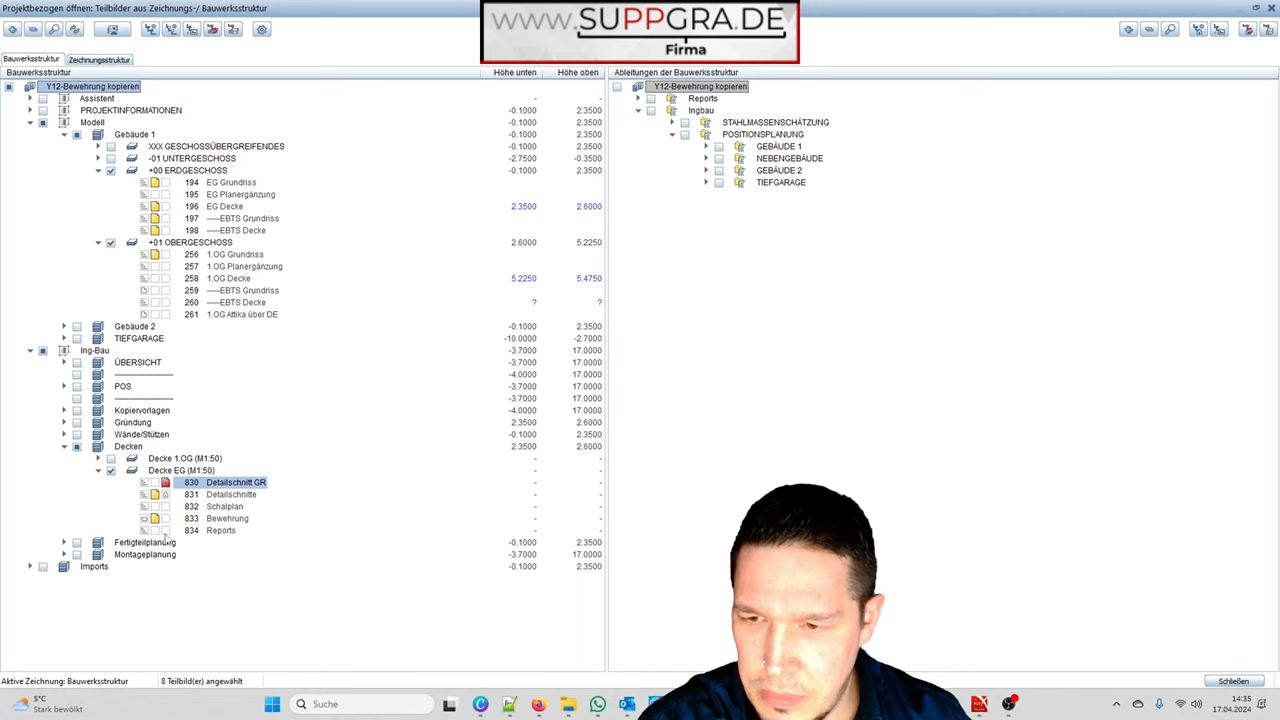 Projektbezogen öffnen: Teilbilder aus Zeichnungs-/ Bauwerksstruktur
WWW.SUPPGRA.DE
Firma
Bauwerksstruktur
Zeichnungsstruktur
Bauwerksstruktur Höhe unten Höhe oben
Ableitungen der Bauwerksstruktur
Y12-Bewehrung kopieren
Assistent - -
PROJEKTINFORMATIONEN -0.1000 2.3500
Modell -0.1000 2.3500
Gebäude 1 -0.1000 2.3500
XXX GESCHOSSÜBERGREIFENDES -0.1000 2.3500
-01 UNTERGESCHOSS -2.7500 -0.3500
+00 ERDGESCHOSS -0.1000 2.3500
194 EG Grundriss - -
195 EG Planergänzung - -
196 EG Decke 2.3500 2.6000
197 -----EBTS Grundriss - -
198 -----EBTS Decke - -
+01 OBERGESCHOSS 2.6000 5.2250
256 1.OG Grundriss - -
257 1.OG Planergänzung - -
258 1.OG Decke 5.2250 5.4750
259 -----EBTS Grundriss - -
260 -----EBTS Decke ? ?
261 1.OG Attika über DE - -
Gebäude 2 -0.1000 2.3500
TIEFGARAGE -10.0000 -2.7000
Ing-Bau -3.7000 17.0000
ÜBERSICHT -3.7000 17.0000
---------------------- -4.0000 17.0000
POS -3.7000 17.0000
---------------------- -3.7000 17.0000
Kopiervorlagen -4.0000 17.0000
Gründung 2.3500 2.6000
Wände/Stützen -0.1000 2.3500
Decken 2.3500 2.6000
Decke 1.OG (M1:50) - -
Decke EG (M1:50) - -
830 Detailschnitt GR - -
831 Detailschnitte - -
832 Schalplan - -
833 Bewehrung - -
834 Reports - -
Fertigteilplanung -0.1000 2.3500
Montageplanung -3.7000 17.0000
Imports -0.1000 2.3500
Y12-Bewehrung kopieren
Reports
Ingbau
STAHLMASSENSCHÄTZUNG
POSITIONSPLANUNG
GEBÄUDE 1
NEBENGEBÄUDE
GEBÄUDE 2
TIEFGARAGE
Aktive Zeichnung: Bauwerksstruktur 8 Teilbild(er) angewählt
Schließen
5°C
Stark bewölkt
Suche
14:35
17.04.2024